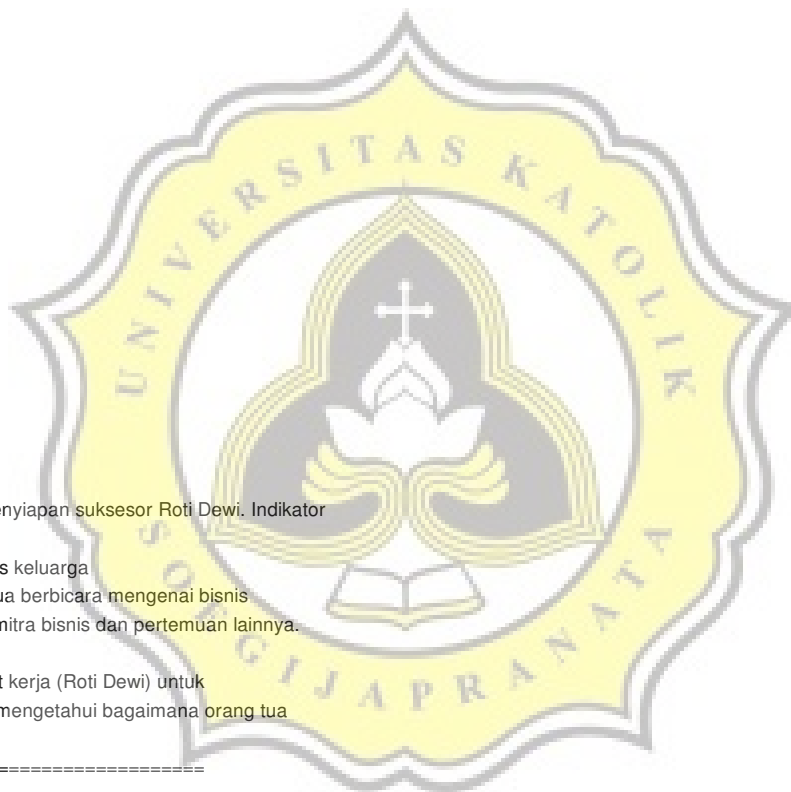 UNIVERSITAS KATOLIK
enyiapan suksesor Roti Dewi. Indikator
s keluarga
ua berbicara mengenai bisnis
mitra bisnis dan pertemuan lainnya.
t kerja (Roti Dewi) untuk
mengetahui bagaimana orang tua
===================
SOEGIJAPRANATA